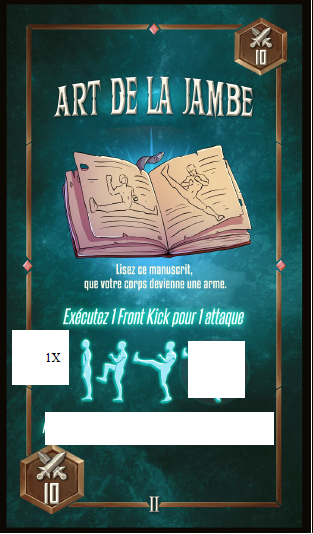 10
ART DE LA JAMBE
Lisez ce manuscrit,
que votre corps devienne une arme.
Exécutez 1 Front Kick pour 1 attaque
1X
10
II